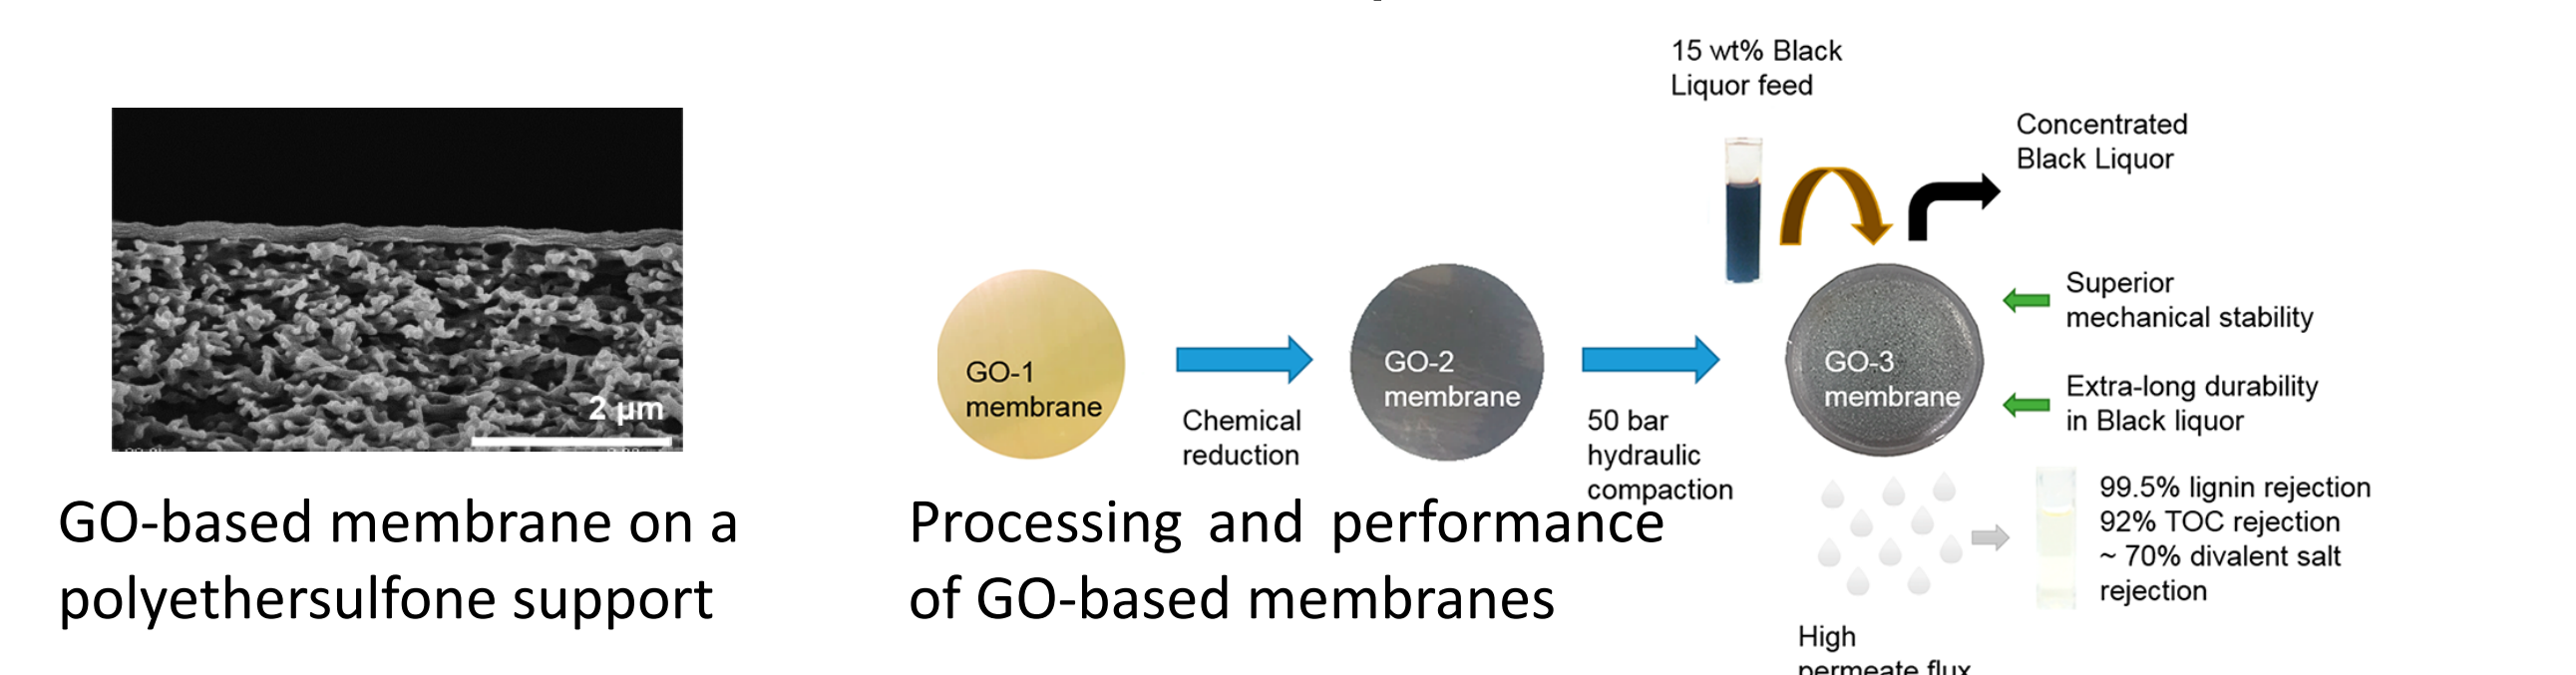 15 wt% Black
Liquor feed
Concentrated
Black Liquor
Superior
mechanical stability
GO-1
membrane
GO-2
membrane
GO-3
membrane
Extra-long durability
in Black liquor
2 µm
Chemical
reduction
50 bar
hydraulic
compaction
99.5% lignin rejection
92% TOC rejection
~ 70% divalent salt
rejection
GO-based membrane on a
polyethersulfone support
Processing and performance
of GO-based membranes
High
permeate flux